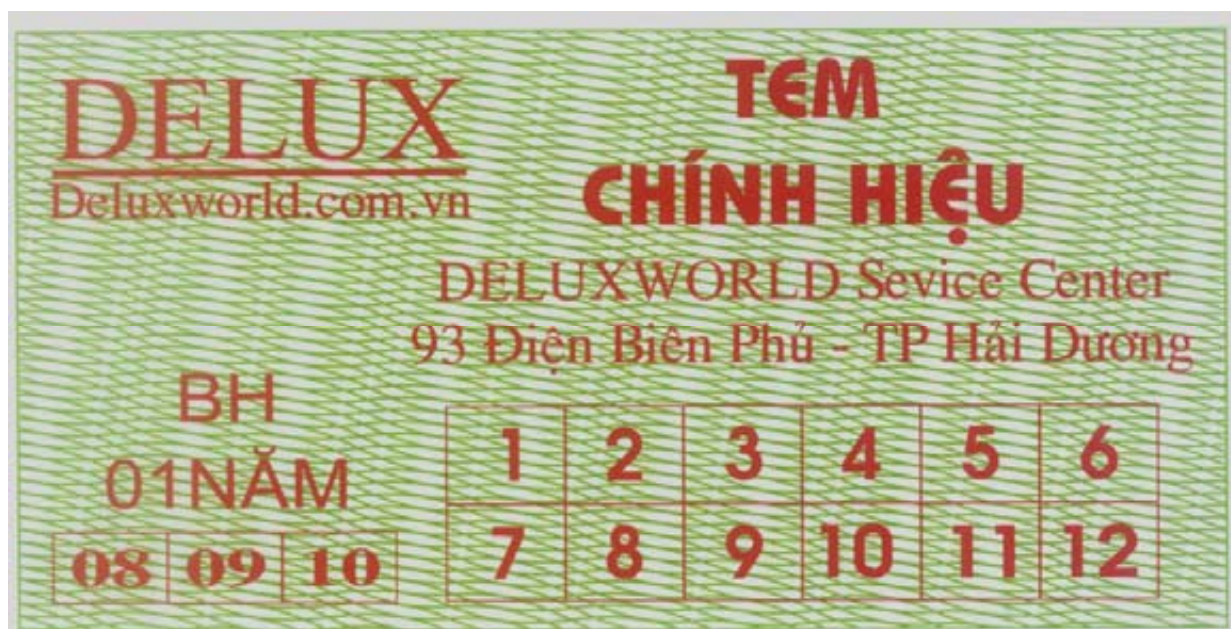 DELUX
Deluxworld.com.vn
TEM
CHÍNH HIỆU
DELUXWORLD Sevice Center
93 Điện Biên Phủ - TP Hải Dương
BH
01NĂM
08 09 10
1 2 3 4 5 6
7 8 9 10 11 12